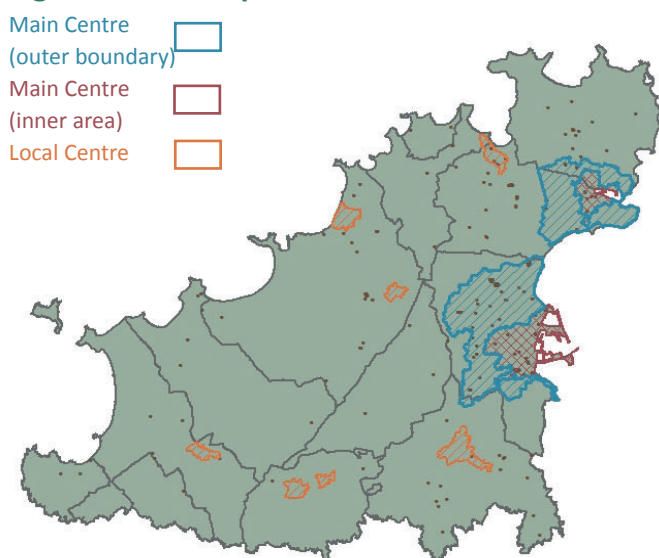 Main Centre
(outer boundary)
Main Centre
(inner area)
Local Centre